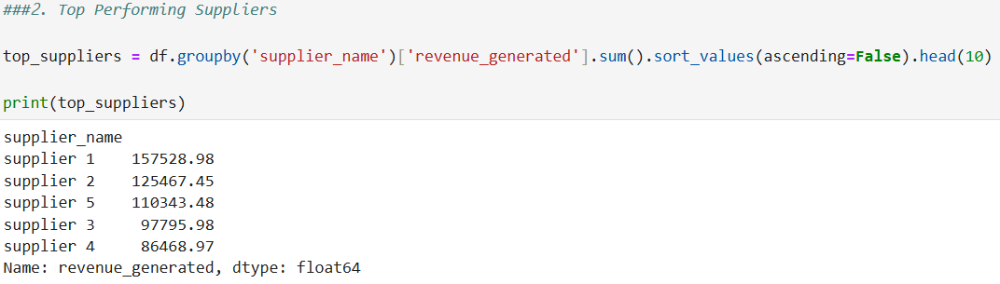 ###2. Top Performing Suppliers
top_suppliers = df.groupby('supplier_name')['revenue_generated'].sum().sort_values(ascending=False).head(10)
print(top_suppliers)
supplier_name
supplier 1    157528.98
supplier 2    125467.45
supplier 5    110343.48
supplier 3     97795.98
supplier 4     86468.97
Name: revenue_generated, dtype: float64